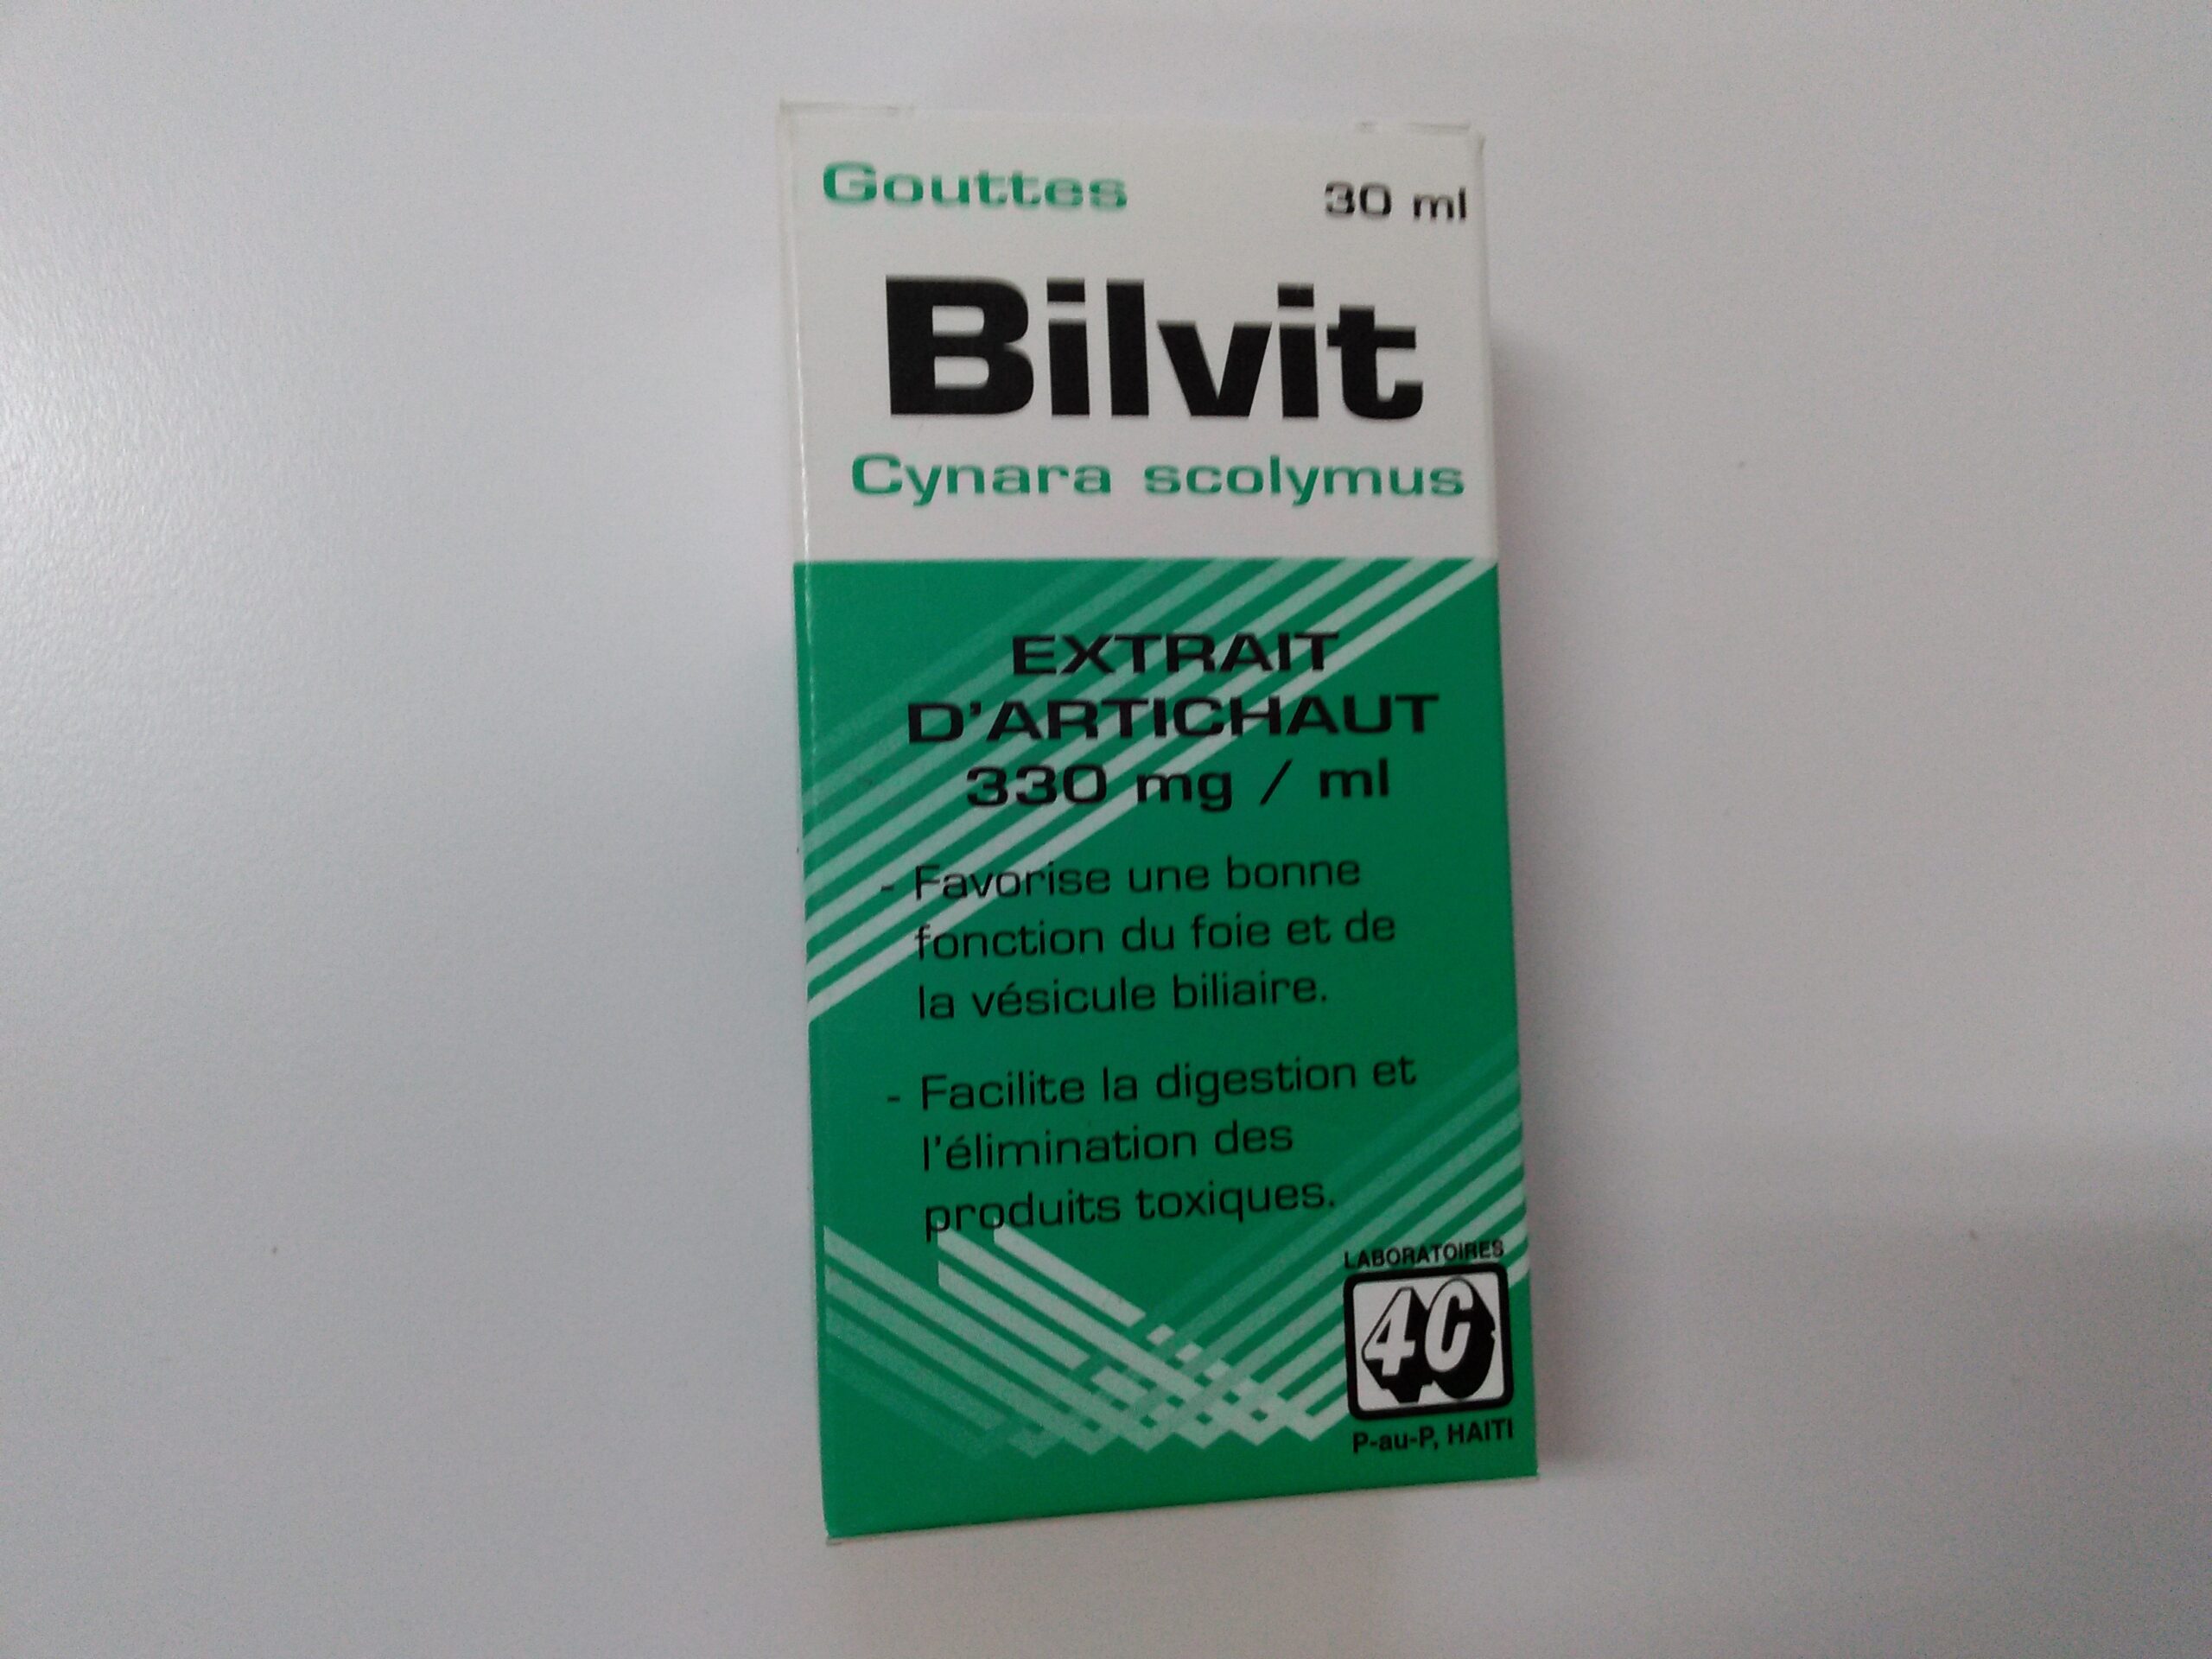 Gouttes 30 ml
Bilvit
Cynara scolymus
EXTRAIT
D'ARTICHAUT
330 mg / ml
- Favorise une bonne
fonction du foie et de
la vésicule biliaire.
- Facilite la digestion et
l'élimination des
produits toxiques.
LABORATOIRES
4C
P-au-P, HAITI